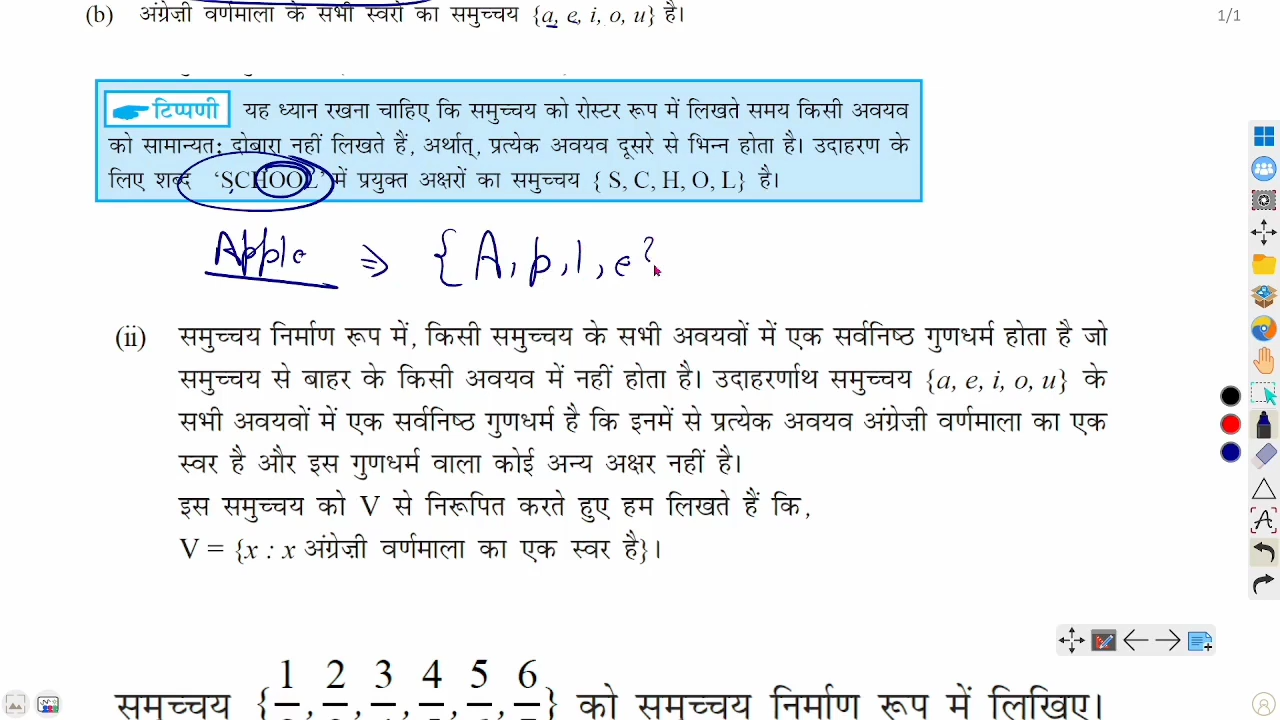 (b) अंग्रेज़ी वर्णमाला के सभी स्वरों का समुच्चय {a, e, i, o, u} है।
1/1
टिप्पणी यह ध्यान रखना चाहिए कि समुच्चय को रोस्टर रूप में लिखते समय किसी अवयव
को सामान्यतः दोबारा नहीं लिखते हैं, अर्थात्, प्रत्येक अवयव दूसरे से भिन्न होता है। उदाहरण के
लिए शब्द 'SCHOOL' में प्रयुक्त अक्षरों का समुच्चय { S, C, H, O, L} है।
Apple ⇒ { A, p, l, e
(ii) समुच्चय निर्माण रूप में, किसी समुच्चय के सभी अवयवों में एक सर्वनिष्ठ गुणधर्म होता है जो
समुच्चय से बाहर के किसी अवयव में नहीं होता है। उदाहरर्णाथ समुच्चय {a, e, i, o, u} के
सभी अवयवों में एक सर्वनिष्ठ गुणधर्म है कि इनमें से प्रत्येक अवयव अंग्रेज़ी वर्णमाला का एक
स्वर है और इस गुणधर्म वाला कोई अन्य अक्षर नहीं है।
इस समुच्चय को V से निरूपित करते हुए हम लिखते हैं कि,
V = {x : x अंग्रेज़ी वर्णमाला का एक स्वर है}।
समुच्चय {1, 2, 3, 4, 5, 6} को समुच्चय निर्माण रूप में लिखिए।